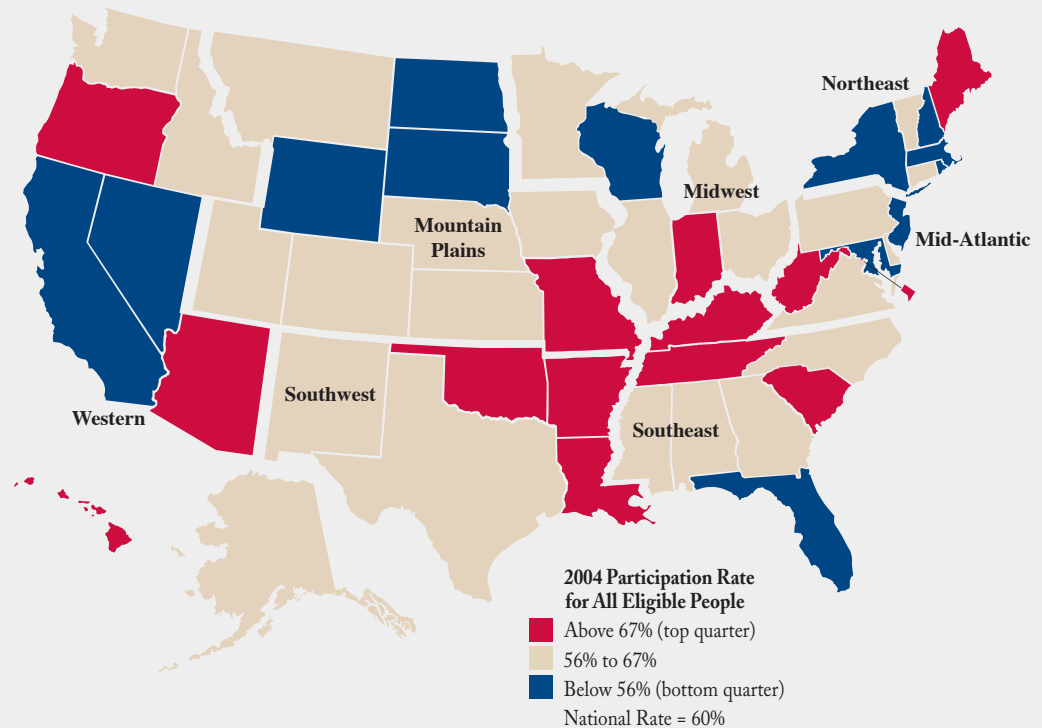 Northeast
Midwest
Mountain
Plains
Mid-Atlantic
Southwest
Western
Southeast
2004 Participation Rate
for All Eligible People
Above 67% (top quarter)
56% to 67%
Below 56% (bottom quarter)
National Rate = 60%